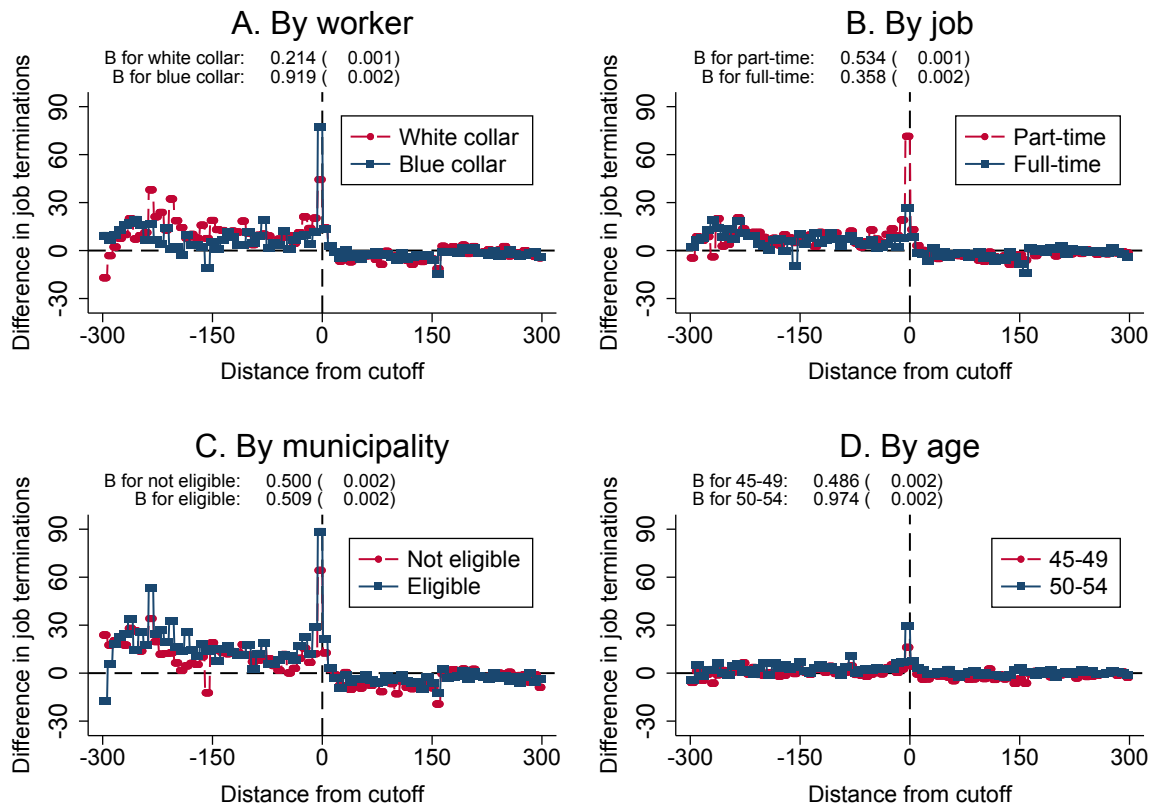 A. By worker
B for white collar: 0.214 ( 0.001)
B for blue collar: 0.919 ( 0.002)
Difference in job terminations
90
60
30
0
-30
White collar
Blue collar
-300 -150 0 150 300
Distance from cutoff
B. By job
B for part-time: 0.534 ( 0.001)
B for full-time: 0.358 ( 0.002)
Difference in job terminations
90
60
30
0
-30
Part-time
Full-time
-300 -150 0 150 300
Distance from cutoff
C. By municipality
B for not eligible: 0.500 ( 0.002)
B for eligible: 0.509 ( 0.002)
Difference in job terminations
90
60
30
0
-30
Not eligible
Eligible
-300 -150 0 150 300
Distance from cutoff
D. By age
B for 45-49: 0.486 ( 0.002)
B for 50-54: 0.974 ( 0.002)
Difference in job terminations
90
60
30
0
-30
45-49
50-54
-300 -150 0 150 300
Distance from cutoff